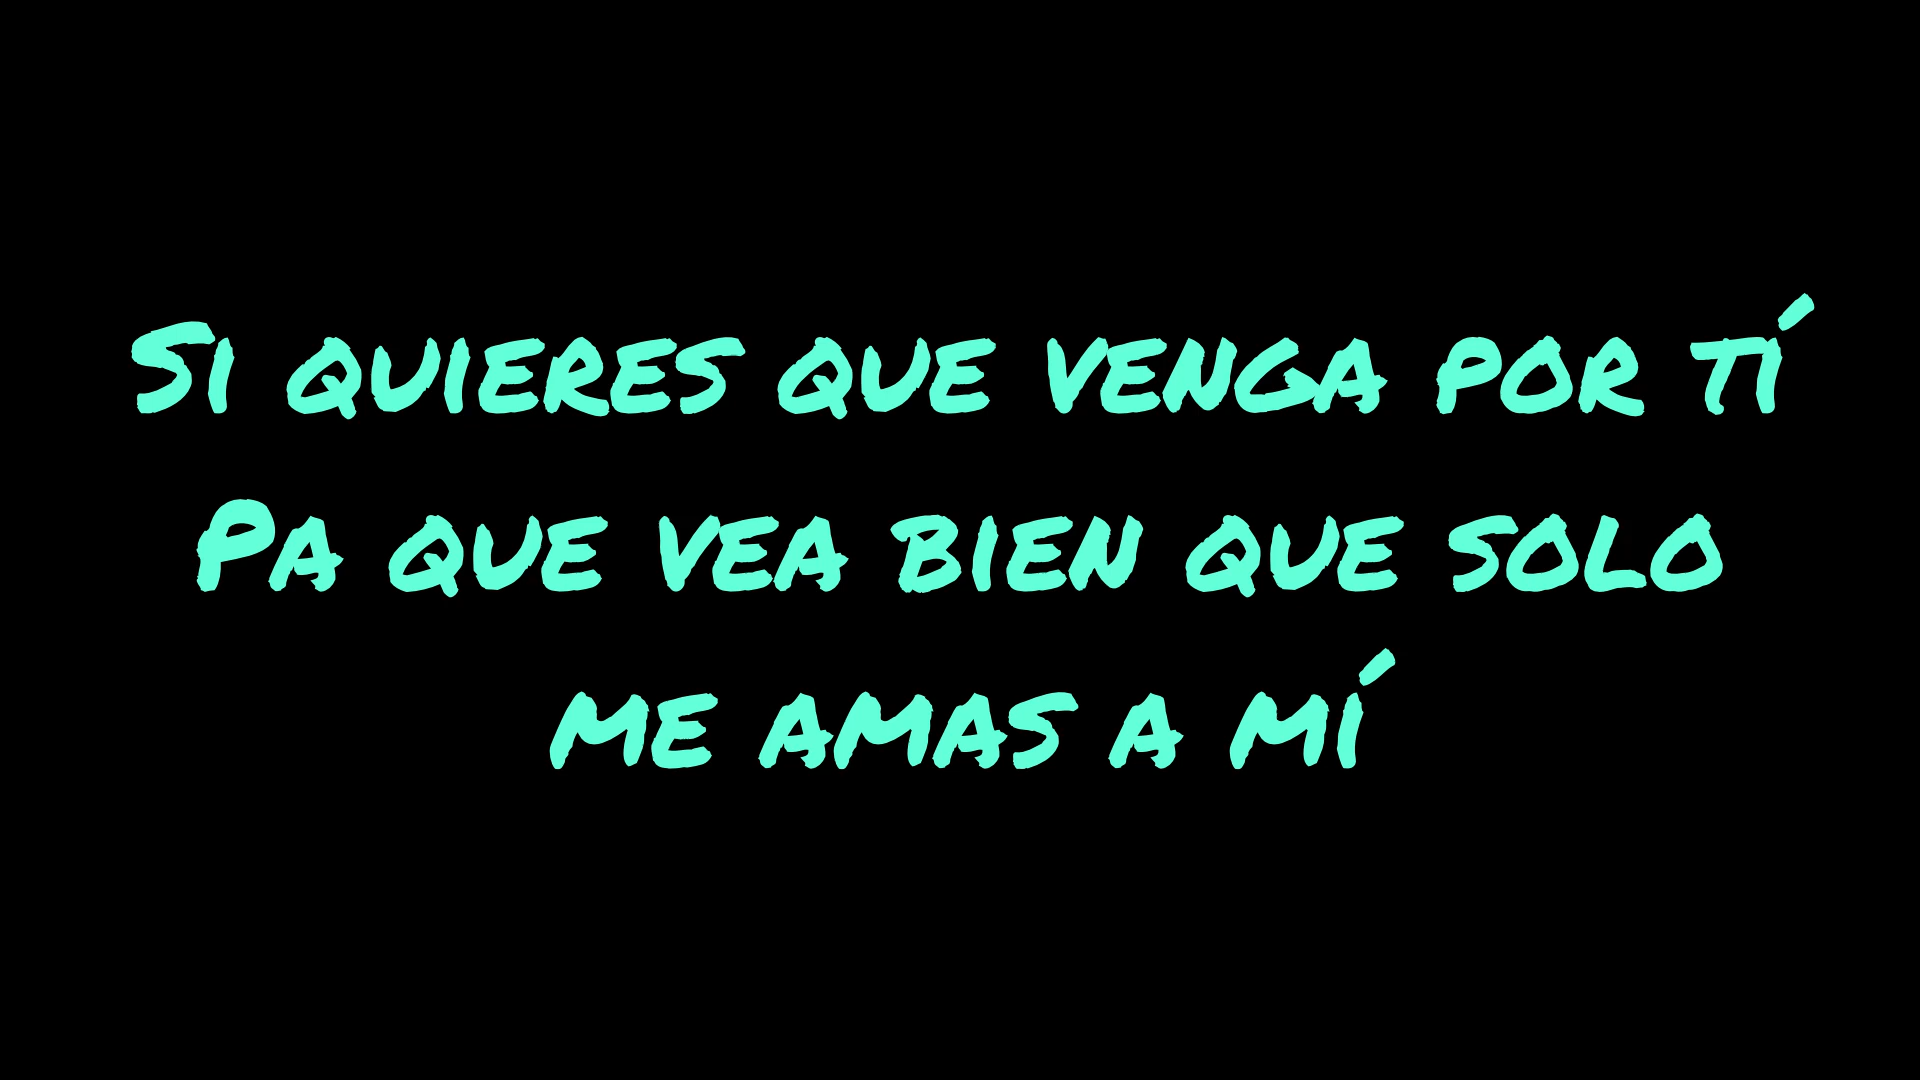 Si quieres que venga por tí
Pa que vea bien que solo
me amas a mí